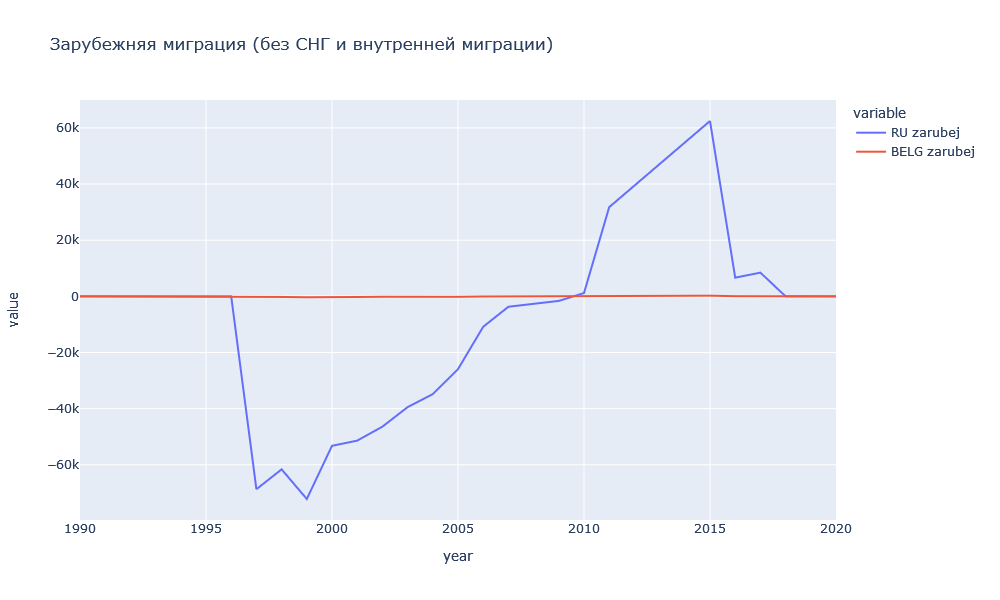 Зарубежняя миграция (без СНГ и внутренней миграции)
variable
RU zarubej
BELG zarubej
60k
40k
20k
0
−20k
−40k
−60k
value
1990
1995
2000
2005
2010
2015
2020
year